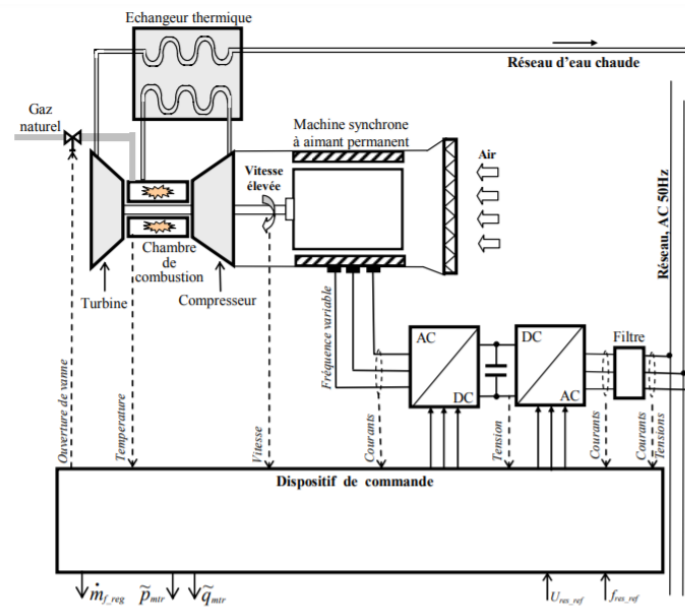 Echangeur thermique
Réseau d'eau chaude
Gaz
naturel
Machine synchrone
à aimant permanent
Vitesse
élevée
Air
Chambre
de
combustion
Turbine
Compresseur
Réseau, AC 50Hz
Fréquence variable
AC
DC
DC
AC
Filtre
Ouverture de vanne
Temperature
Vitesse
Courants
Tension
Courants
Courants
Tensions
Dispositif de commande
ṁf_reg
p̃mtr
q̃mtr
Ures_ref
fres_ref